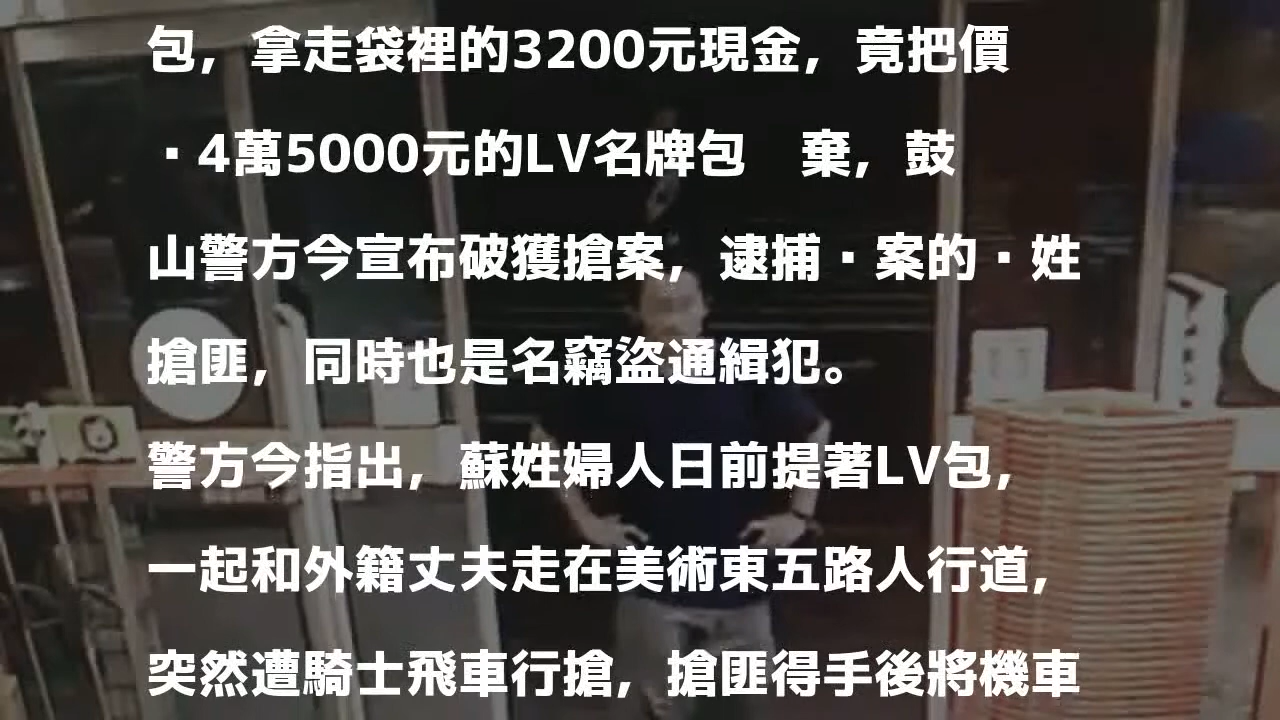 包，拿走袋裡的3200元現金，竟把價
·4萬5000元的LV名牌包　棄，鼓
山警方今宣布破獲搶案，逮捕·案的·姓
搶匪，同時也是名竊盜通緝犯。
警方今指出，蘇姓婦人日前提著LV包，
一起和外籍丈夫走在美術東五路人行道，
突然遭騎士飛車行搶，搶匪得手後將機車